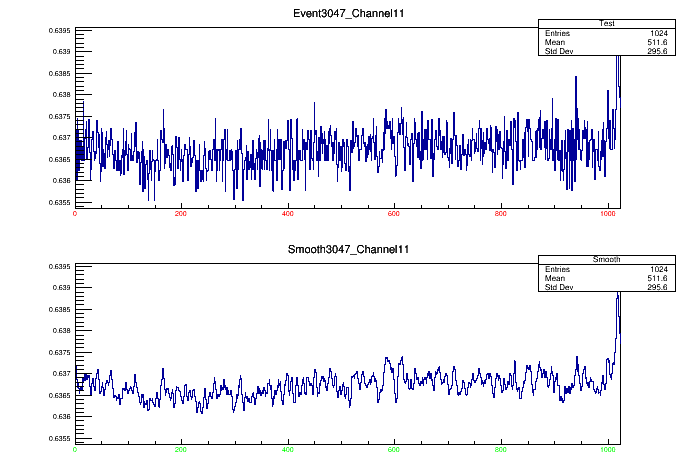 Event3047_Channel11
Test
Entries 1024
Mean 511.6
Std Dev 295.6
0.6395
0.639
0.6385
0.638
0.6375
0.637
0.6365
0.636
0.6355
0 200 400 600 800 1000
Smooth3047_Channel11
Smooth
Entries 1024
Mean 511.6
Std Dev 295.6
0.6395
0.639
0.6385
0.638
0.6375
0.637
0.6365
0.636
0.6355
0 200 400 600 800 1000